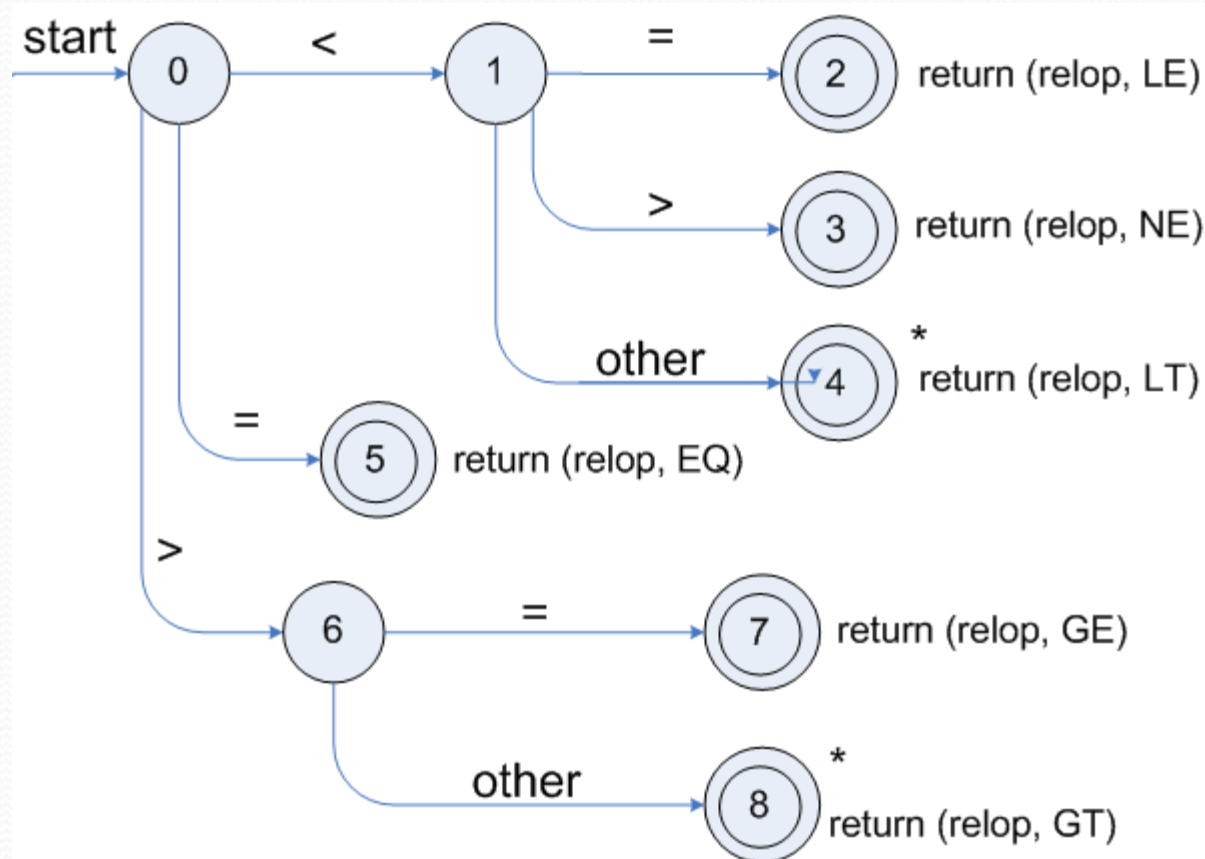 start
0
<
1
=
2
return (relop, LE)
>
3
return (relop, NE)
other
4
*
return (relop, LT)
=
5
return (relop, EQ)
>
6
=
7
return (relop, GE)
other
8
*
return (relop, GT)